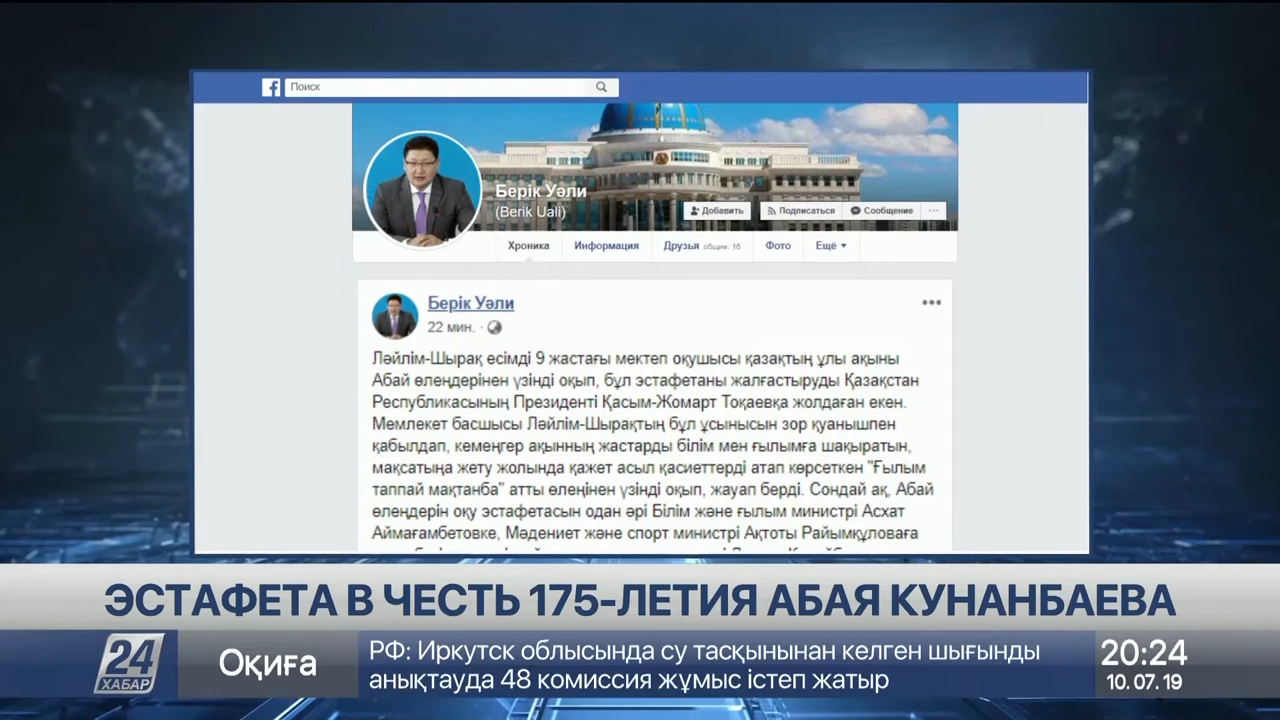 Поиск
Берік Уәли
(Berik Uali)
Добавить
Подписаться
Сообщение
Хроника
Информация
Друзья общие: 16
Фото
Ещё
Берік Уәли
22 мин.
Ләйлім-Шырақ есімді 9 жастағы мектеп оқушысы қазақтың ұлы ақыны
Абай өлеңдерінен үзінді оқып, бұл эстафетаны жалғастыруды Қазақстан
Республикасының Президенті Қасым-Жомарт Тоқаевқа жолдаған екен.
Мемлекет басшысы Ләйлім-Шырақтың бұл ұсынысын зор қуанышпен
қабылдап, кемеңгер ақынның жастарды білім мен ғылымға шақыратын,
мақсатыңа жету жолында қажет асыл қасиеттерді атап көрсеткен "Ғылым
таппай мақтанба" атты өлеңінен үзінді оқып, жауап берді. Сондай ақ, Абай
өлеңдерін оқу эстафетасын одан әрі Білім және ғылым министрі Асхат
Аймағамбетовке, Мәдениет және спорт министрі Ақтоты Райымқұловаға
ЭСТАФЕТА В ЧЕСТЬ 175-ЛЕТИЯ АБАЯ КУНАНБАЕВА
24
ХАБАР
Оқиға
РФ: Иркутск облысында су тасқынынан келген шығынды
анықтауда 48 комиссия жұмыс істеп жатыр
20:24
10. 07. 19